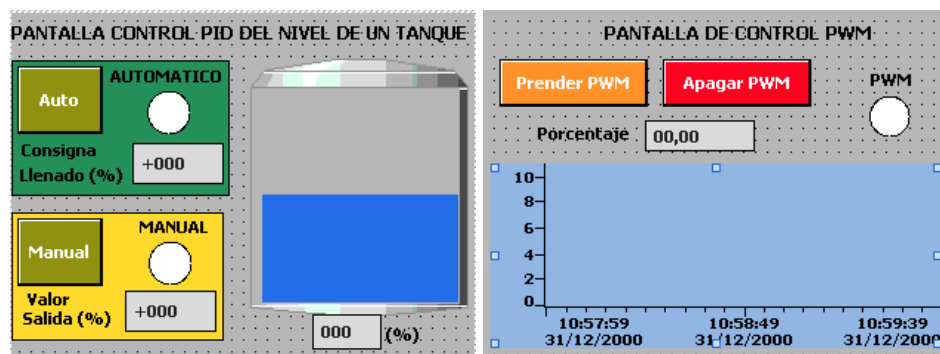 PANTALLA CONTROL PID DEL NIVEL DE UN TANQUE
AUTOMATICO
Auto
Consigna
Llenado (%)
+000
MANUAL
Manual
Valor
Salida (%)
+000
000
(%)
PANTALLA DE CONTROL PWM
Prender PWM
Apagar PWM
PWM
Porcentaje
00,00
10
8
6
4
2
0
10:57:59
31/12/2000
10:58:49
31/12/2000
10:59:39
31/12/2000